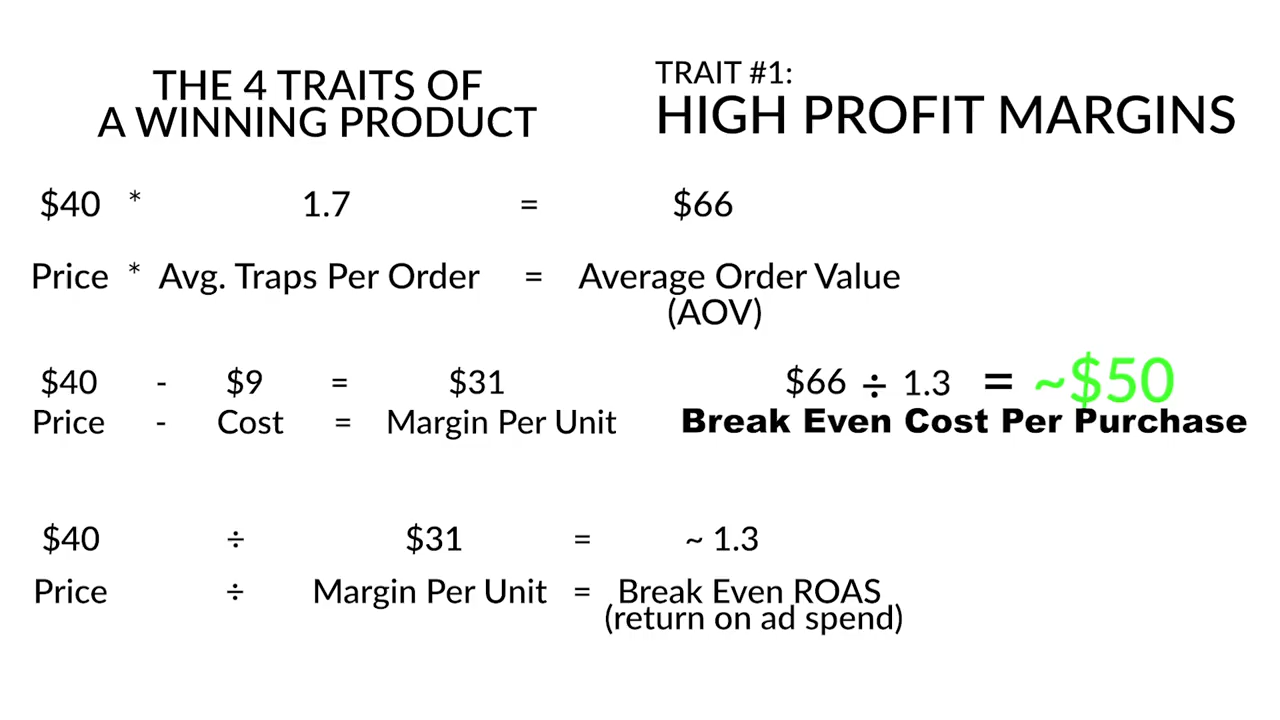 THE 4 TRAITS OF
A WINNING PRODUCT
TRAIT #1:
HIGH PROFIT MARGINS
$40 * 1.7 = $66
Price * Avg. Traps Per Order = Average Order Value
(AOV)
$40 - $9 = $31
Price - Cost = Margin Per Unit
$66 ÷ 1.3 = ~$50
Break Even Cost Per Purchase
$40 ÷ $31 = ~ 1.3
Price ÷ Margin Per Unit = Break Even ROAS
(return on ad spend)